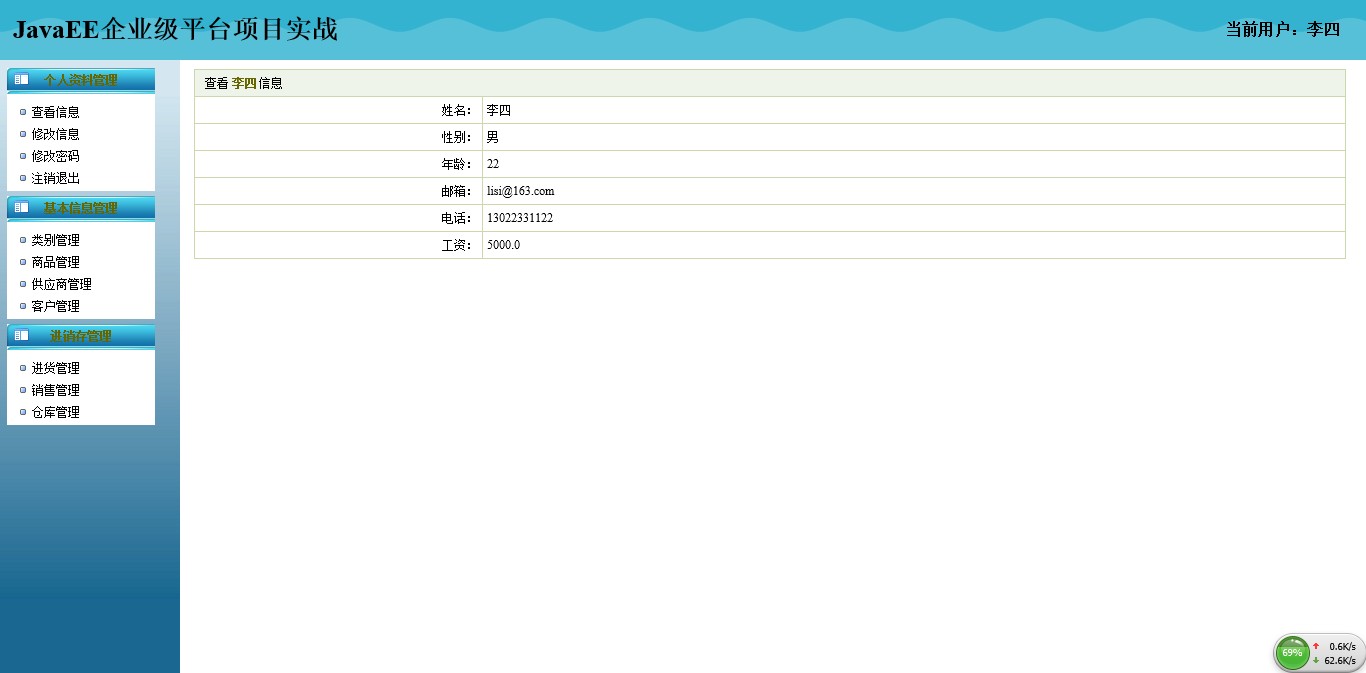 JavaEE企业级平台项目实战
当前用户：李四
个人资料管理
查看信息
修改信息
修改密码
注销退出
基本信息管理
类别管理
商品管理
供应商管理
客户管理
进销存管理
进货管理
销售管理
仓库管理
查看 李四 信息
姓名： 李四
性别： 男
年龄： 22
邮箱： lisi@163.com
电话： 13022331122
工资： 5000.0
69%
0.6K/s
62.6K/s